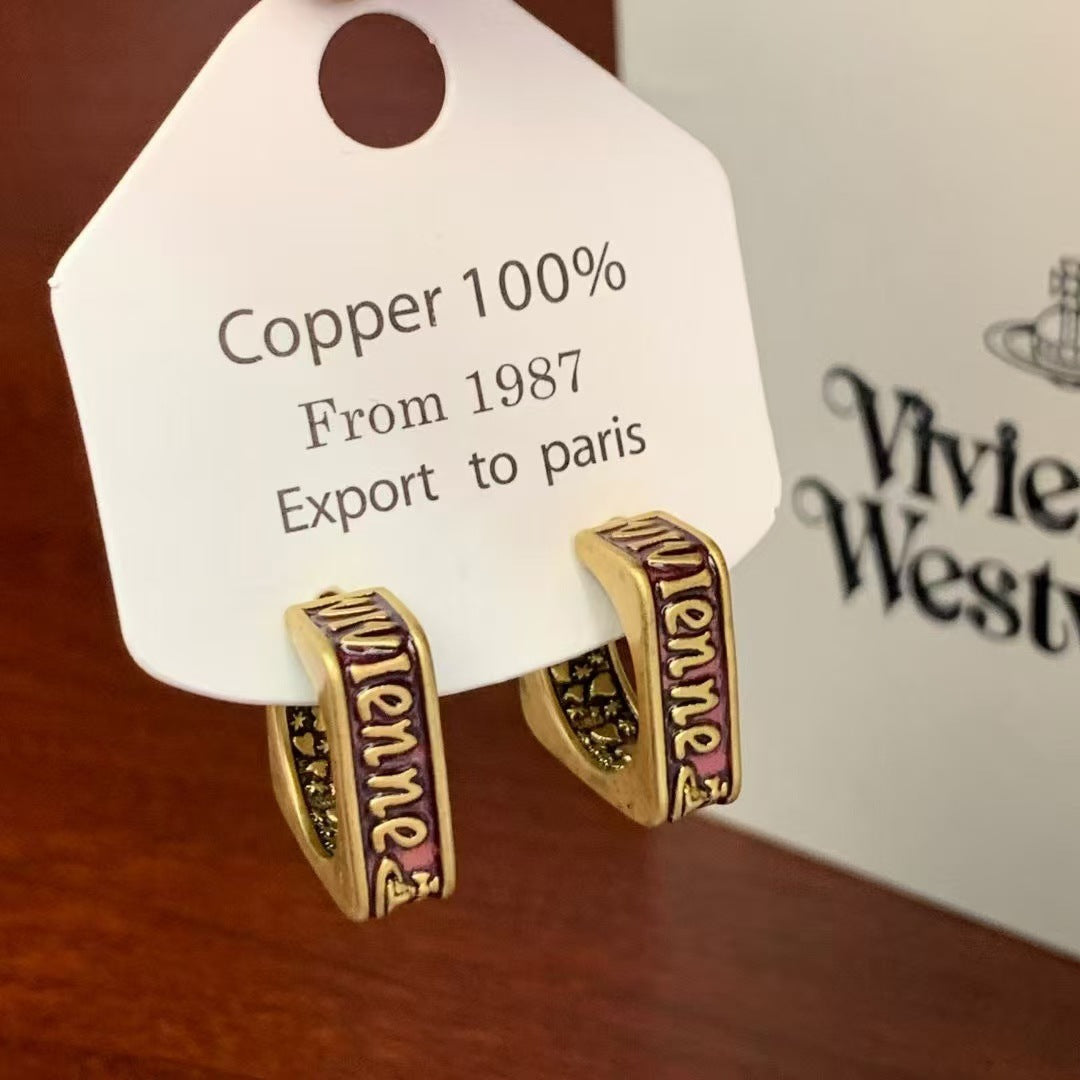 Copper 100%
From 1987
Export to paris
Vivienne
Vivienne
Vivie
Westw